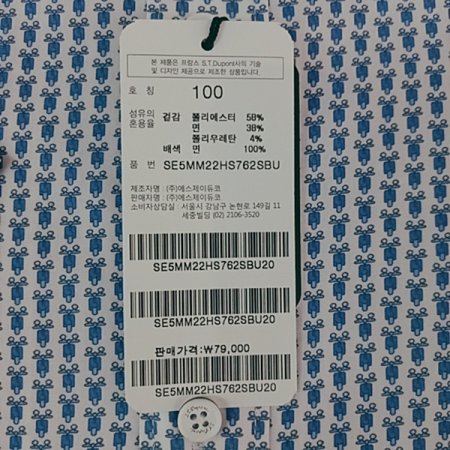 본 제품은 프랑스 S.T.Dupont사의 기술
및 디자인 제공으로 제조한 상품입니다.
호 칭 100
섬유의 혼용율 겉감 폴리에스터 58%
면 38%
폴리우레탄 4%
배색 면 100%
품 번 SE5MM22HS762SBU
제조자명 : (주)에스제이듀코
판매자명 : (주)에스제이듀코
소비자상담실 : 서울시 강남구 논현로 149길 11
세중빌딩 (02) 2106-3520
SE5MM22HS762SBU20
SE5MM22HS762SBU20
판매가격:₩79,000
SE5MM22HS762SBU20